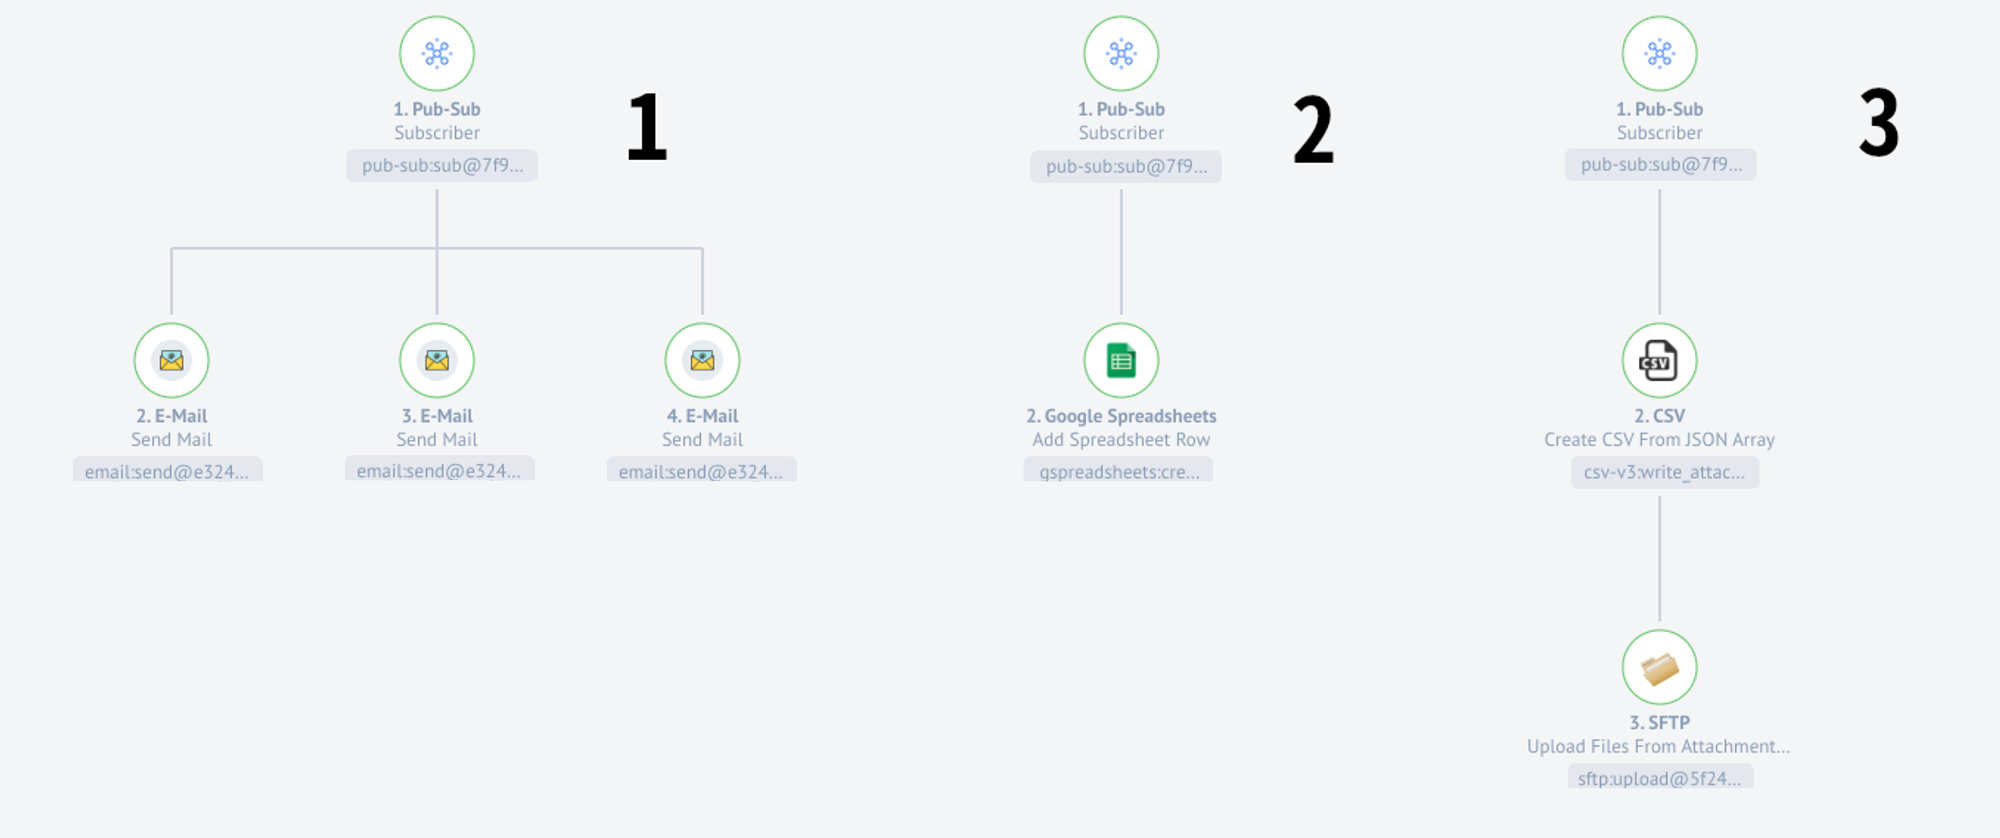 1. Pub-Sub
Subscriber
pub-sub:sub@7f9...
1
2. E-Mail
Send Mail
email:send@e324...
3. E-Mail
Send Mail
email:send@e324...
4. E-Mail
Send Mail
email:send@e324...
1. Pub-Sub
Subscriber
pub-sub:sub@7f9...
2
2. Google Spreadsheets
Add Spreadsheet Row
gspreadsheets:cre...
1. Pub-Sub
Subscriber
pub-sub:sub@7f9...
3
2. CSV
CSV
Create CSV From JSON Array
csv-v3:write_attac...
3. SFTP
Upload Files From Attachment...
sftp:upload@5f24...